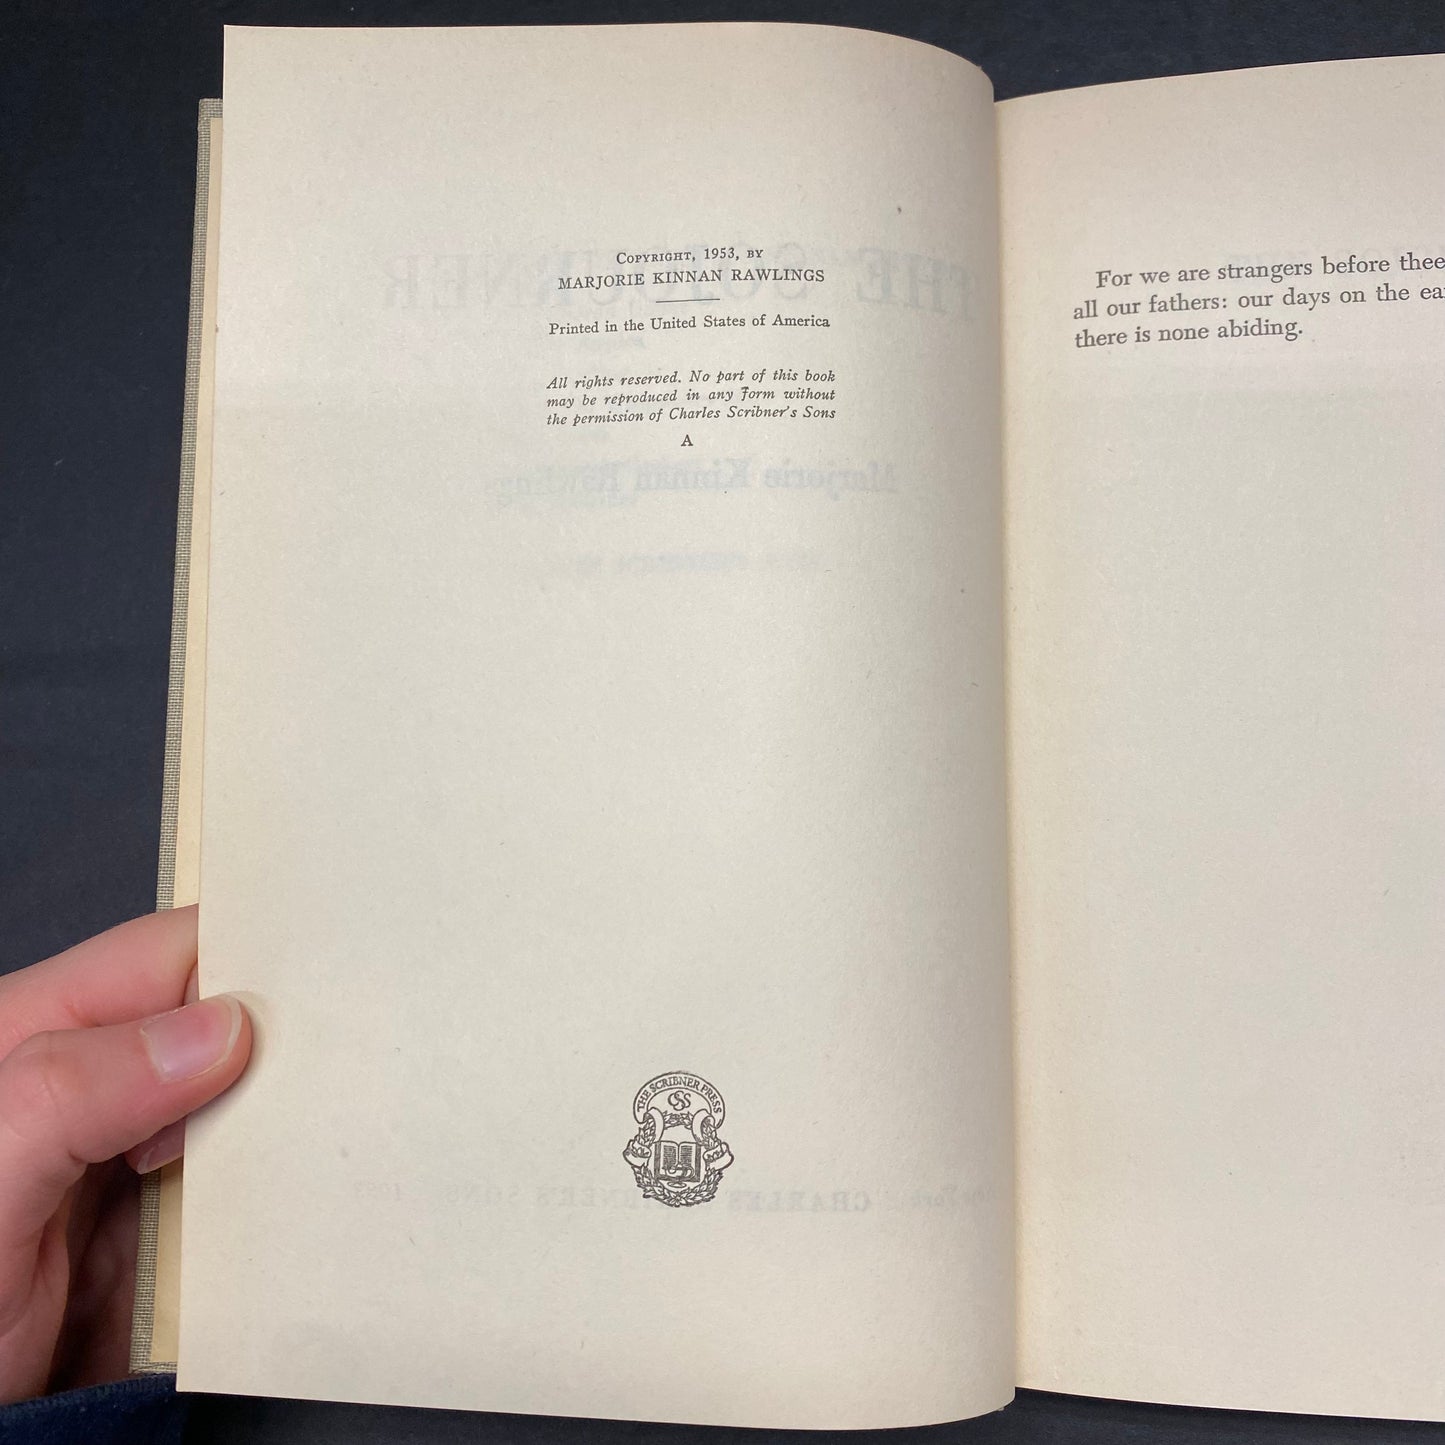 COPYRIGHT, 1953, BY
MARJORIE KINNAN RAWLINGS
Printed in the United States of America
All rights reserved. No part of this book
may be reproduced in any form without
the permission of Charles Scribner's Sons
A
THE SCRIBNER PRESS
CSS
For we are strangers before thee
all our fathers: our days on the
there is none abiding.